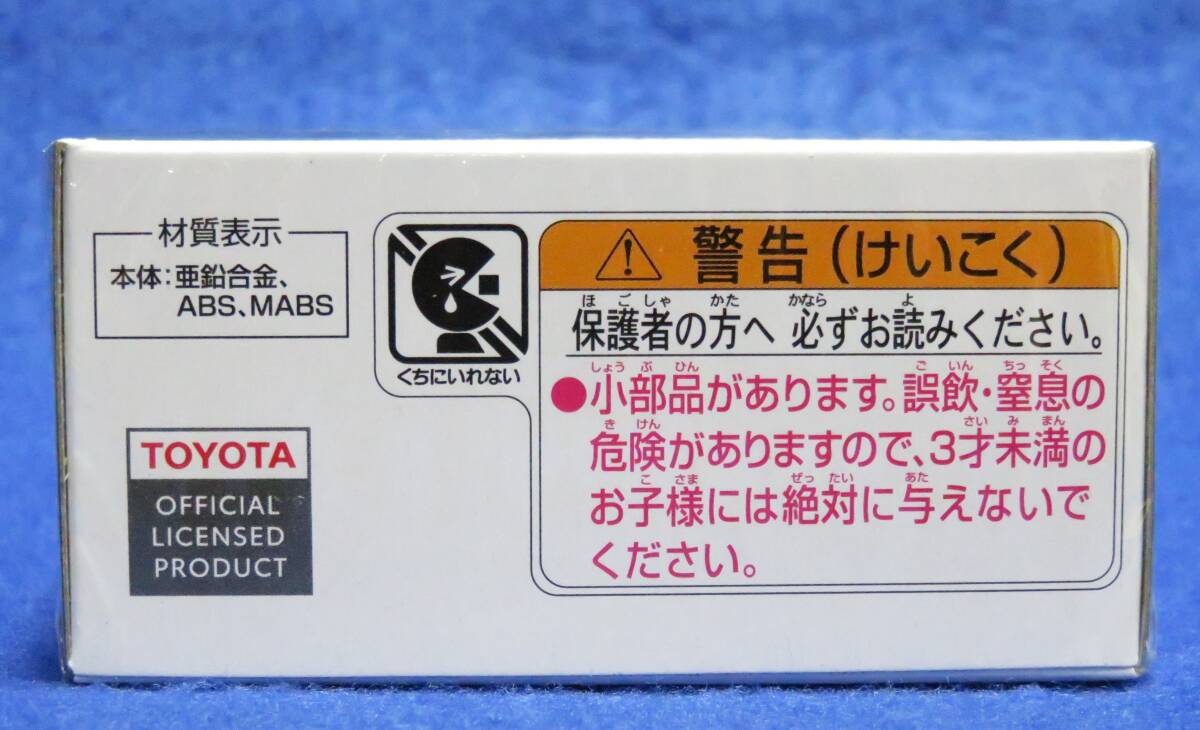 材質表示
本体：亜鉛合金、
ABS、MABS
くちにいれない
TOYOTA
OFFICIAL
LICENSED
PRODUCT
警告（けいこく）
ほごしゃ かた かなら よ
保護者の方へ 必ずお読みください。
しょうぶひん ごいん ちっそく
●小部品があります。誤飲・窒息の
きけん さいみまん
危険がありますので、3才未満の
こさま ぜったい あた
お子様には絶対に与えないで
ください。